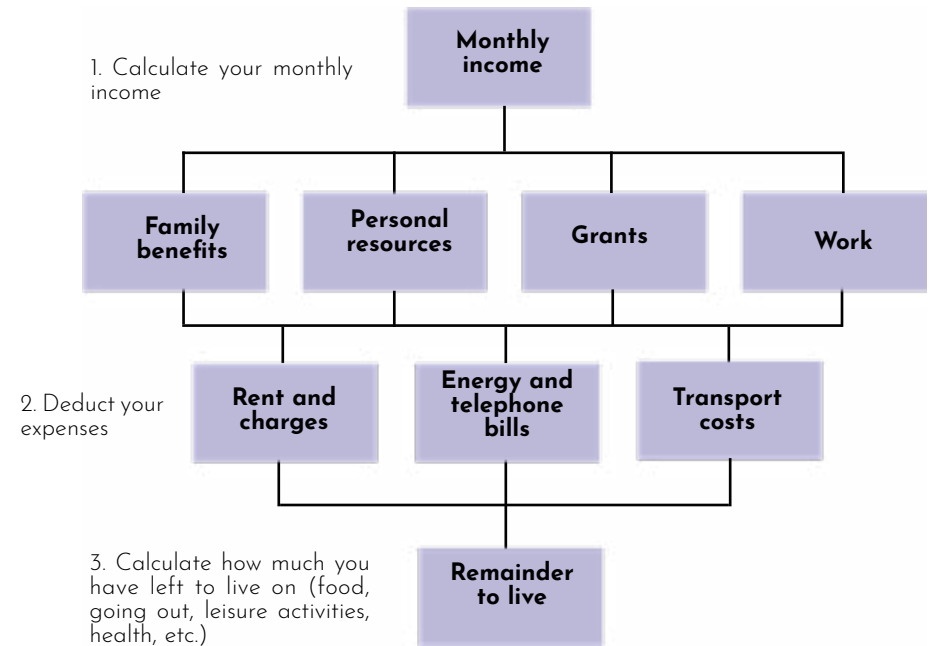 Monthly
income
1. Calculate your monthly
income
Family
benefits
Personal
resources
Grants
Work
2. Deduct your
expenses
Rent and
charges
Energy and
telephone
bills
Transport
costs
3. Calculate how much you
have left to live on (food,
going out, leisure activities,
health, etc.)
Remainder
to live